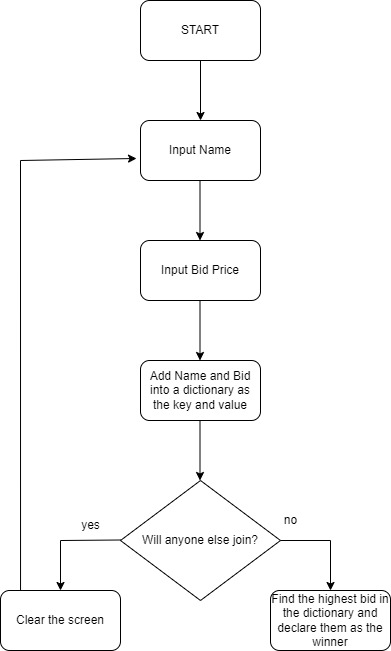 START
Input Name
Input Bid Price
Add Name and Bid
into a dictionary as
the key and value
Will anyone else join?
yes
no
Clear the screen
Find the highest bid in
the dictionary and
declare them as the
winner